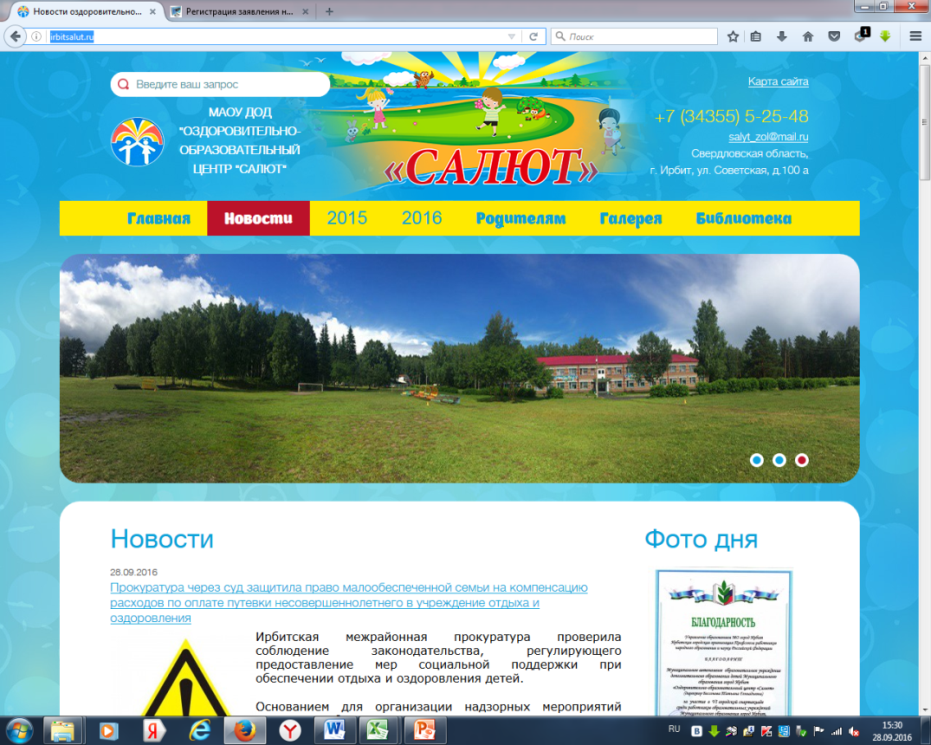 Новости оздоровительно...
Регистрация заявления н...
irbitsalut.ru
Поиск
1
Введите ваш запрос
Карта сайта
МАОУ ДОД
"ОЗДОРОВИТЕЛЬНО-
ОБРАЗОВАТЕЛЬНЫЙ
ЦЕНТР "САЛЮТ"
«САЛЮТ»
+7 (34355) 5-25-48
salyt_zol@mail.ru
Свердловская область,
г. Ирбит, ул. Советская, д.100 а
Главная
Новости
2015
2016
Родителям
Галерея
Библиотека
Новости
28.09.2016
Прокуратура через суд защитила право малообеспеченной семьи на компенсацию
расходов по оплате путевки несовершеннолетнего в учреждение отдыха и
оздоровления
Ирбитская межрайонная прокуратура проверила
соблюдение законодательства, регулирующего
предоставление мер социальной поддержки при
обеспечении отдыха и оздоровления детей.
Основанием для организации надзорных мероприятий
Фото дня
БЛАГОДАРНОСТЬ
RU
15:30
28.09.2016